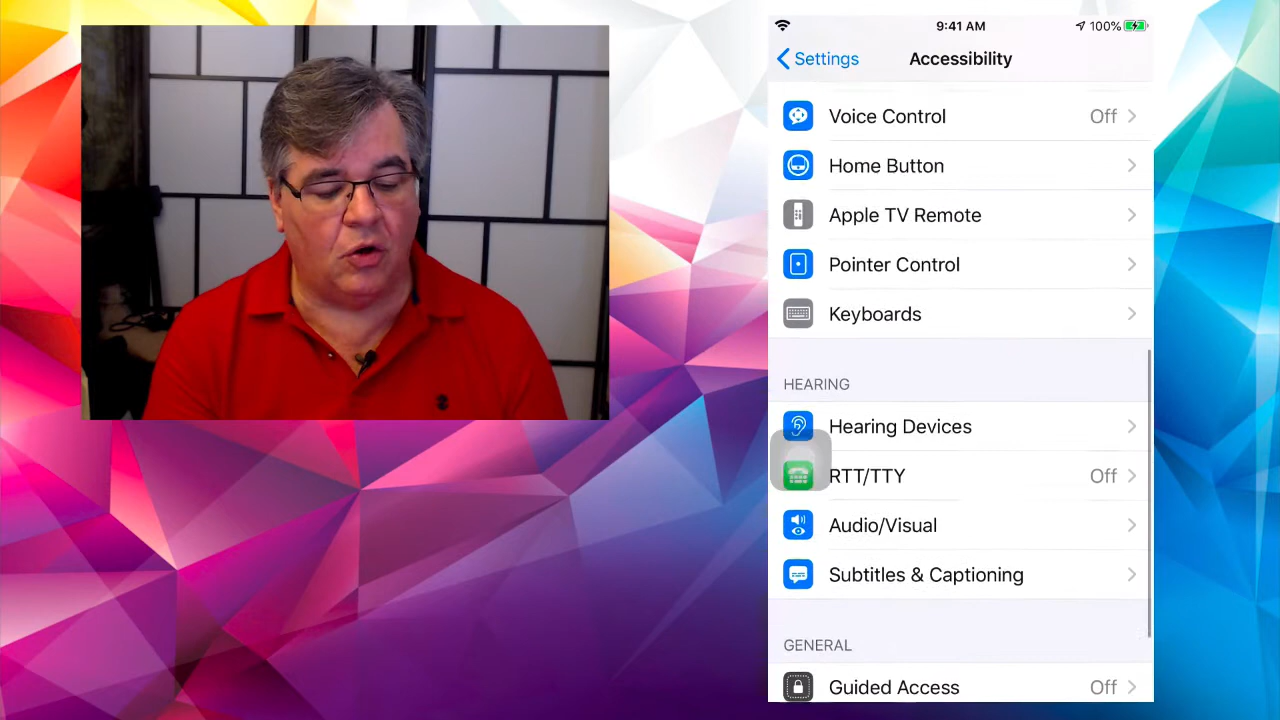 9:41 AM
100%
Settings
Accessibility
Voice Control Off
Home Button
Apple TV Remote
Pointer Control
Keyboards
HEARING
Hearing Devices
RTT/TTY Off
Audio/Visual
Subtitles & Captioning
GENERAL
Guided Access Off